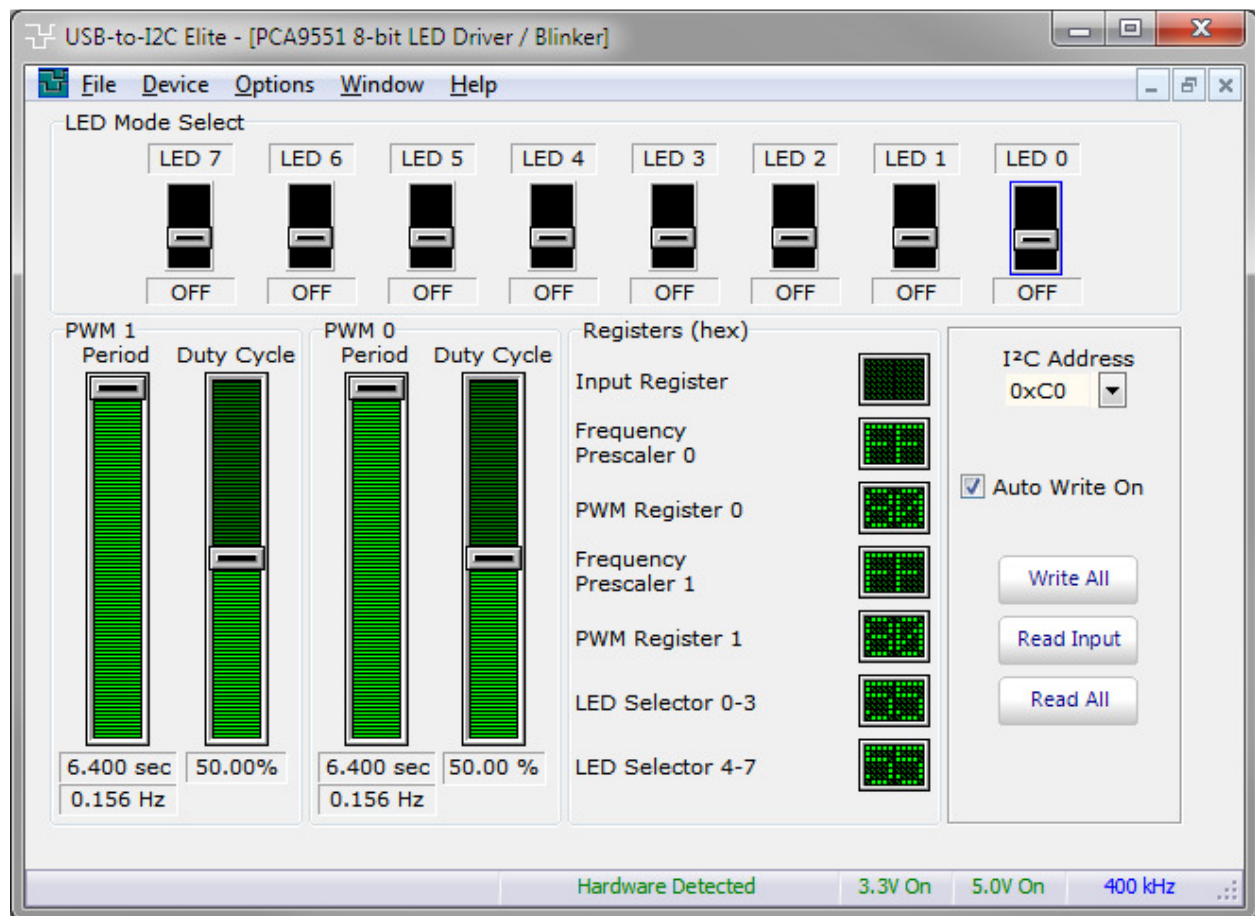 USB-to-I2C Elite - [PCA9551 8-bit LED Driver / Blinker]
File Device Options Window Help
LED Mode Select
LED 7 LED 6 LED 5 LED 4 LED 3 LED 2 LED 1 LED 0
OFF OFF OFF OFF OFF OFF OFF OFF
PWM 1
Period Duty Cycle
6.400 sec 50.00%
0.156 Hz
PWM 0
Period Duty Cycle
6.400 sec 50.00 %
0.156 Hz
Registers (hex)
Input Register
Frequency
Prescaler 0
FF
PWM Register 0
80
Frequency
Prescaler 1
FF
PWM Register 1
80
LED Selector 0-3
55
LED Selector 4-7
55
I²C Address
0xC0
Auto Write On
Write All
Read Input
Read All
Hardware Detected 3.3V On 5.0V On 400 kHz